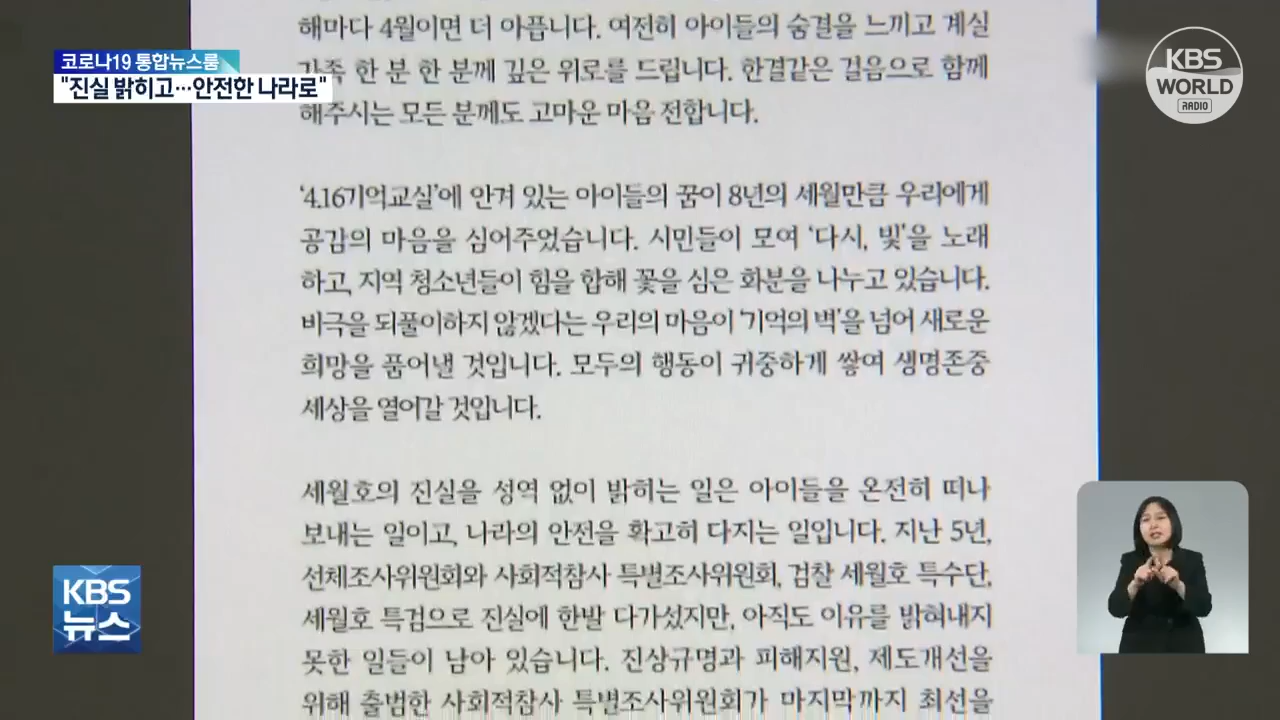 해마다 4월이면 더 아픕니다. 여전히 아이들의 숨결을 느끼고 계실
코로나19 통합뉴스룸
가족 한 분 한 분께 깊은 위로를 드립니다. 한결같은 걸음으로 함께
"진실 밝히고…안전한 나라로"
해주시는 모든 분께도 고마운 마음 전합니다.
KBS
WORLD
RADIO
'4.16기억교실'에 안겨 있는 아이들의 꿈이 8년의 세월만큼 우리에게
공감의 마음을 심어주었습니다. 시민들이 모여 '다시, 빛'을 노래
하고, 지역 청소년들이 힘을 합해 꽃을 심은 화분을 나누고 있습니다.
비극을 되풀이하지 않겠다는 우리의 마음이 '기억의 벽'을 넘어 새로운
희망을 품어낼 것입니다. 모두의 행동이 귀중하게 쌓여 생명존중
세상을 열어갈 것입니다.
세월호의 진실을 성역 없이 밝히는 일은 아이들을 온전히 떠나
보내는 일이고, 나라의 안전을 확고히 다지는 일입니다. 지난 5년,
선체조사위원회와 사회적참사 특별조사위원회, 검찰 세월호 특수단,
세월호 특검으로 진실에 한발 다가섰지만, 아직도 이유를 밝혀내지
못한 일들이 남아 있습니다. 진상규명과 피해지원, 제도개선을
위해 출범한 사회적참사 특별조사위원회가 마지막까지 최선을
KBS
뉴스